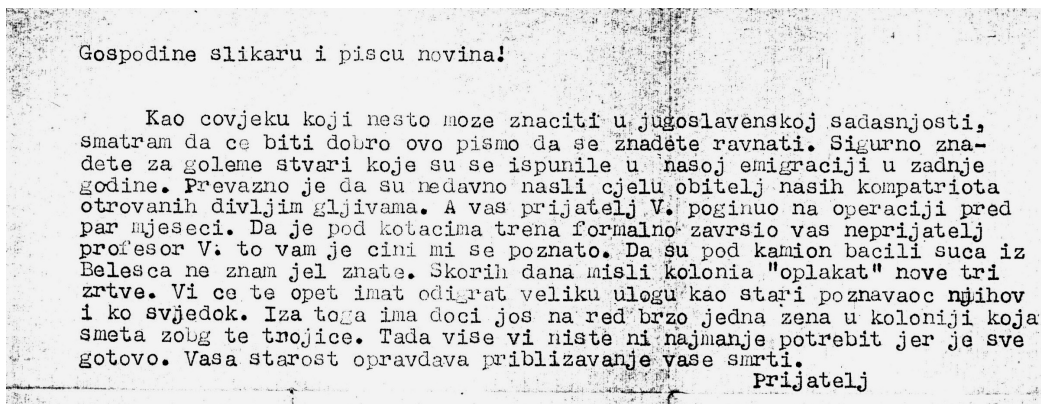 Gospodine slikaru i piscu novina!
Kao covjeku koji nesto moze znaciti u jugoslavenskoj sadasnjosti,
smatram da ce biti dobro ovo pismo da se znadete ravnati. Sigurno zna-
dete za goleme stvari koje su se ispunile u nasoj emigraciji u zadnje
godine. Prevazno je da su nedavno nasli cjelu obitelj nasih kompatriota
otrovanih divljim gljivama. A vas prijatelj V. poginuo na operaciji pred
par mjeseci. Da je pod kotacima trena formalno zavrsio vas neprijatelj
profesor V. to vam je cini mi se poznato. Da su pod kamion bacili suca iz
Belesca ne znam jel znate. Skorih dana misli kolonia "oplakat" nove tri
zrtve. Vi ce te opet imat odigrat veliku ulogu kao stari poznavaoc njihov
i ko svjedok. Iza toga ima doci jos na red brzo jedna zena u koloniji koja
smeta zobg te trojice. Tada vise vi niste ni najmanje potrebit jer je sve
gotovo. Vasa starost opravdava priblizavanje vase smrti.
Prijatelj